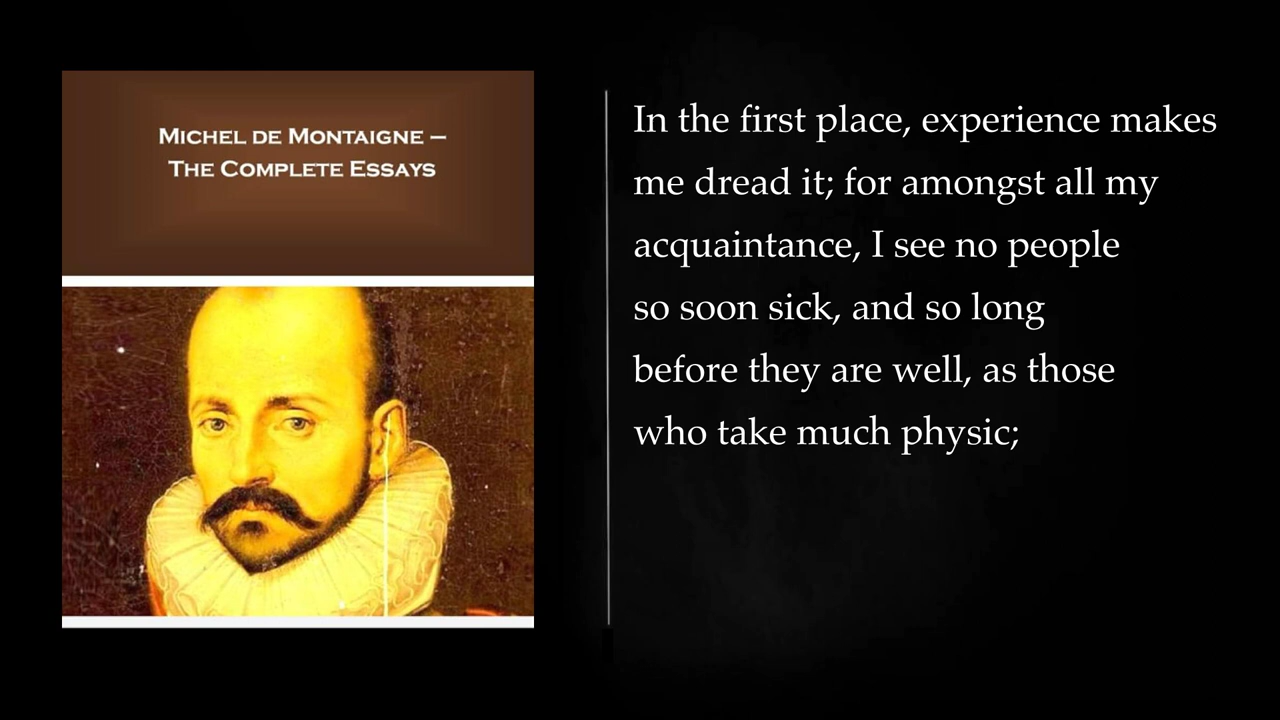 MICHEL DE MONTAIGNE –
THE COMPLETE ESSAYS
In the first place, experience makes
me dread it; for amongst all my
acquaintance, I see no people
so soon sick, and so long
before they are well, as those
who take much physic;